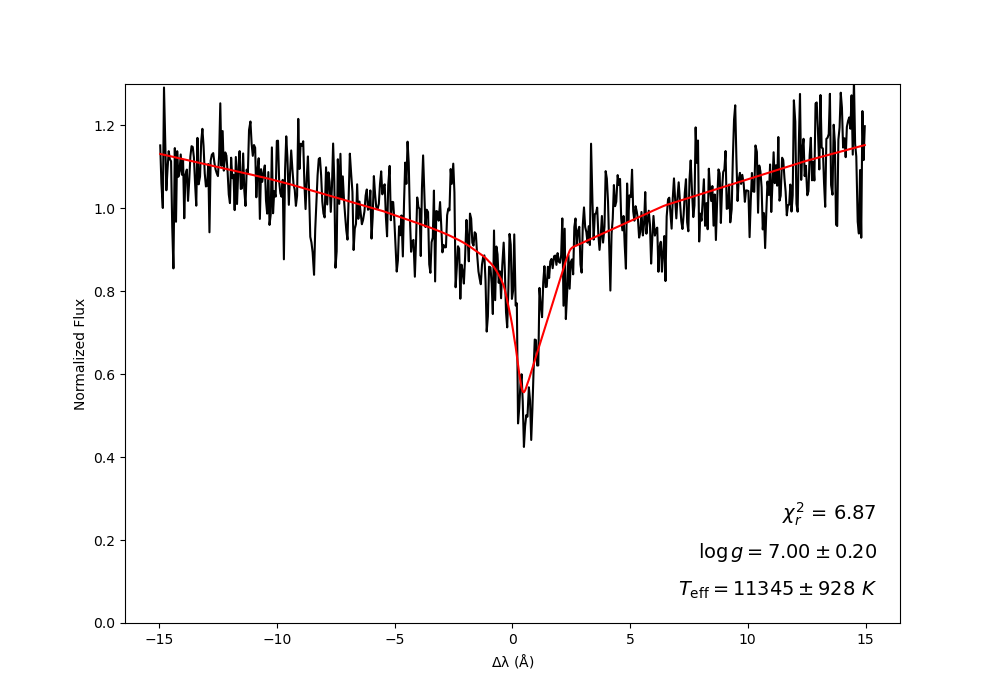 1.2
1.0
0.8
0.6
0.4
0.2
0.0
Normalized Flux
χ²ᵣ = 6.87
log g = 7.00 ± 0.20
T_eff = 11345 ± 928 K
−15 −10 −5 0 5 10 15
Δλ (Å)